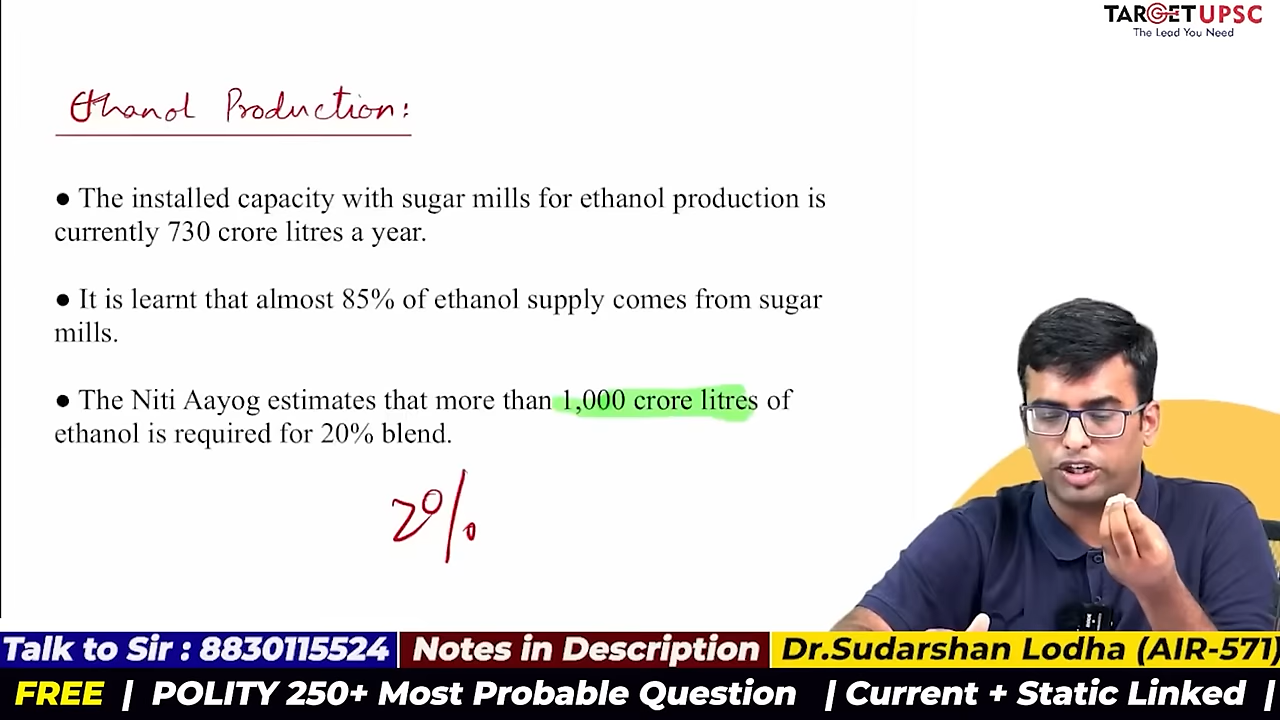 TARGET UPSC
The Lead You Need
Ethanol Production:
● The installed capacity with sugar mills for ethanol production is
currently 730 crore litres a year.
● It is learnt that almost 85% of ethanol supply comes from sugar
mills.
● The Niti Aayog estimates that more than 1,000 crore litres of
ethanol is required for 20% blend.
20%
Talk to Sir : 8830115524 Notes in Description Dr.Sudarshan Lodha (AIR-571)
FREE | POLITY 250+ Most Probable Question | Current + Static Linked |